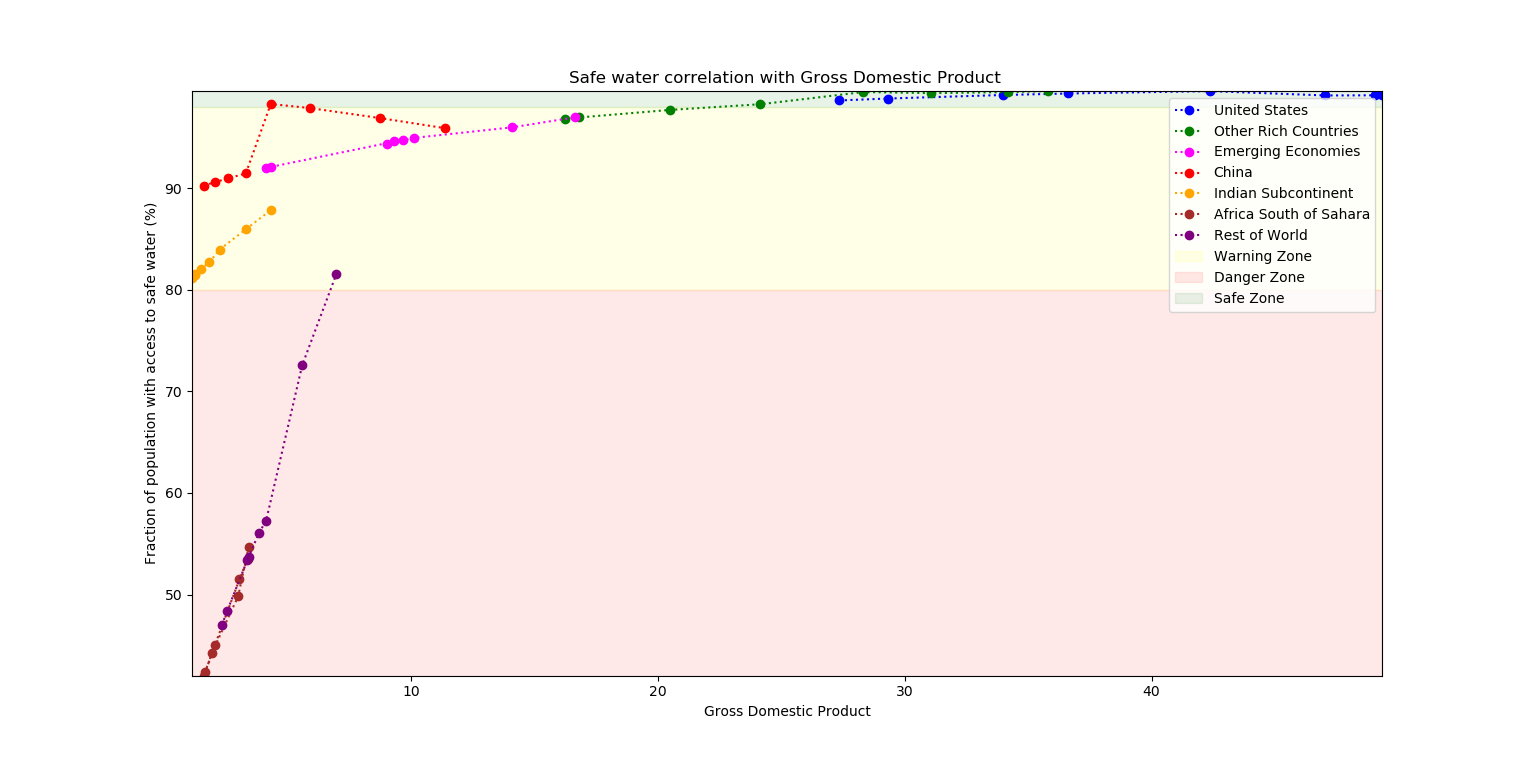 Safe water correlation with Gross Domestic Product
Fraction of population with access to safe water (%)
90
80
70
60
50
10
20
30
40
Gross Domestic Product
United States
Other Rich Countries
Emerging Economies
China
Indian Subcontinent
Africa South of Sahara
Rest of World
Warning Zone
Danger Zone
Safe Zone